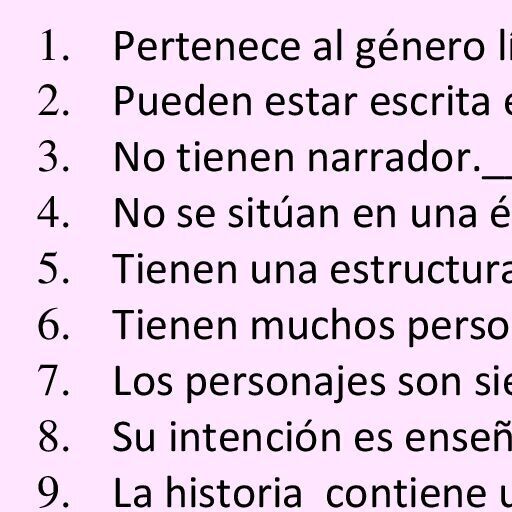 1. Pertenece al género
2. Pueden estar escrita
3. No tienen narrador.__
4. No se sitúan en una
5. Tienen una estructura
6. Tienen muchos
7. Los personajes son
8. Su intención es
9. La historia  contiene